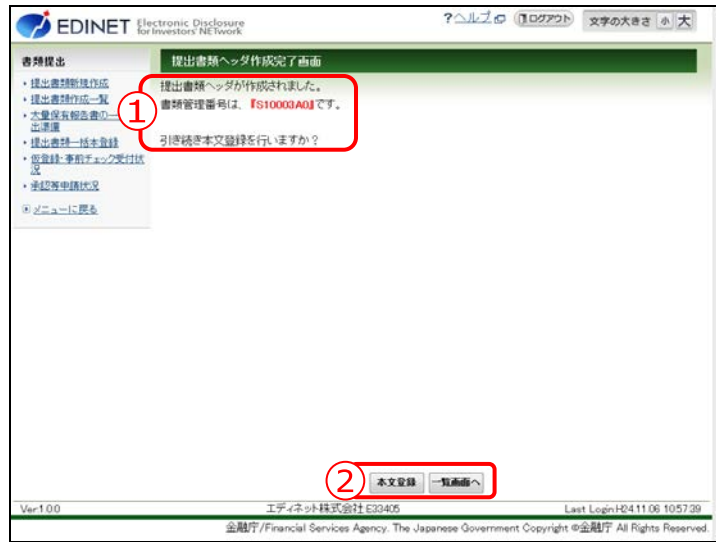 EDINET Electronic Disclosure for Investors' NETwork
?ヘルプ ログアウト 文字の大きさ 小 大
書類提出
・提出書類新規作成
・提出書類作成一覧
・大量保有報告書の一
出準備
・提出書類一括本登録
・仮登録・事前チェック受付状
況
・承認等申請状況
メニューに戻る
提出書類ヘッダ作成完了画面
①
提出書類ヘッダが作成されました。
書類管理番号は、『S10003A0』です。
引き続き本文登録を行いますか?
②
本文登録 一覧画面へ
Ver1.0.0 エディネット株式会社 E33405 Last Login:H24.11.06 10:57:39
金融庁/Financial Services Agency. The Japanese Government Copyright ©金融庁 All Rights Reserved.